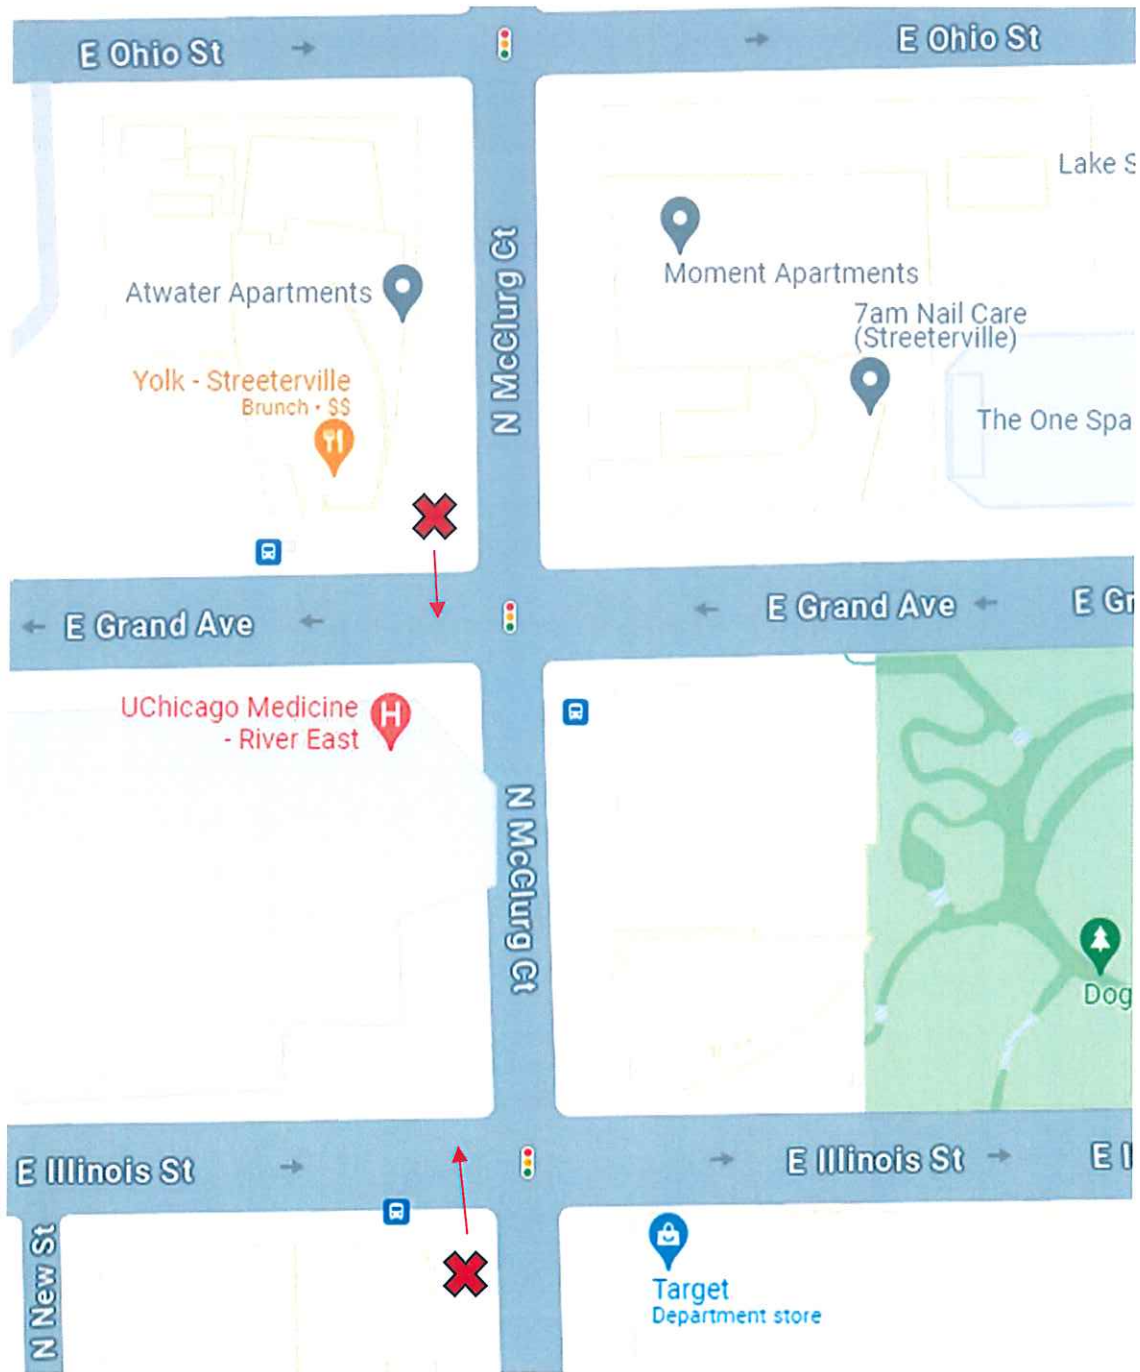 E Ohio St
E Ohio St
Lake S
N McClurg Ct
Moment Apartments
Atwater Apartments
7am Nail Care
(Streeterville)
Yolk - Streeterville
Brunch • $$
The One Spa
E Grand Ave
E Grand Ave
E Gr
UChicago Medicine
- River East
H
N McClurg Ct
Dog
E Illinois St
E Illinois St
E I
N New St
Target
Department store